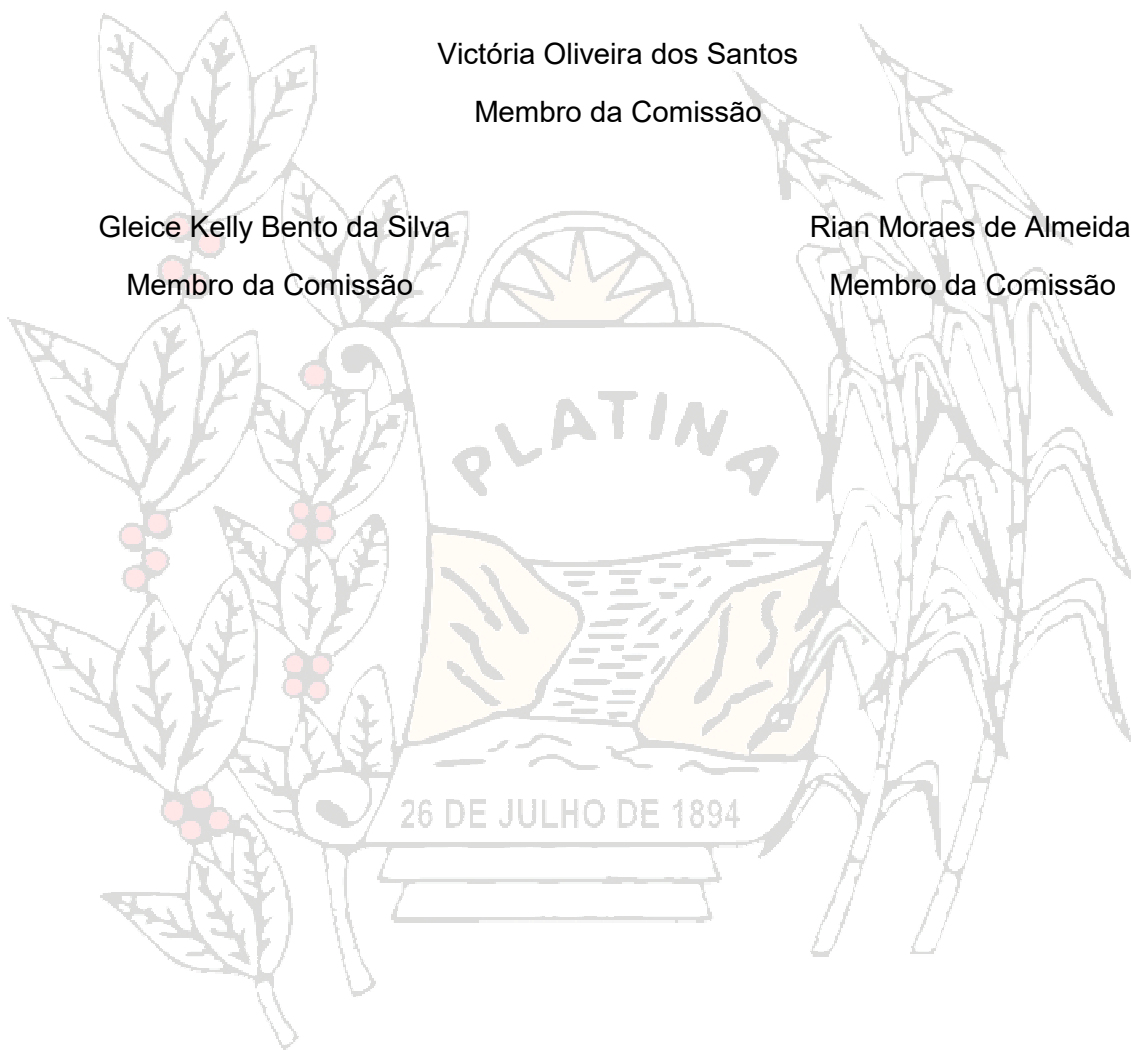 Victória Oliveira dos Santos
Membro da Comissão
Gleice Kelly Bento da Silva
Rian Moraes de Almeida
Membro da Comissão
Membro da Comissão
PLATINA
26 DE JULHO DE 1894